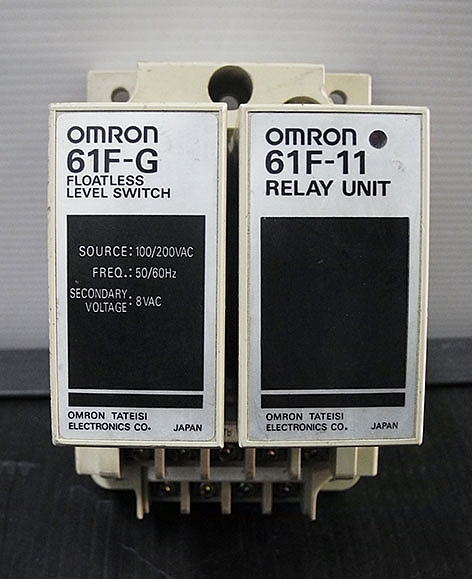 OMRON
61F-G
FLOATLESS
LEVEL SWITCH
SOURCE: 100/200VAC
FREQ.: 50/60Hz
SECONDARY
VOLTAGE: 8VAC
OMRON TATEISI
ELECTRONICS CO. JAPAN
OMRON
61F-11
RELAY UNIT
OMRON TATEISI
ELECTRONICS CO. JAPAN